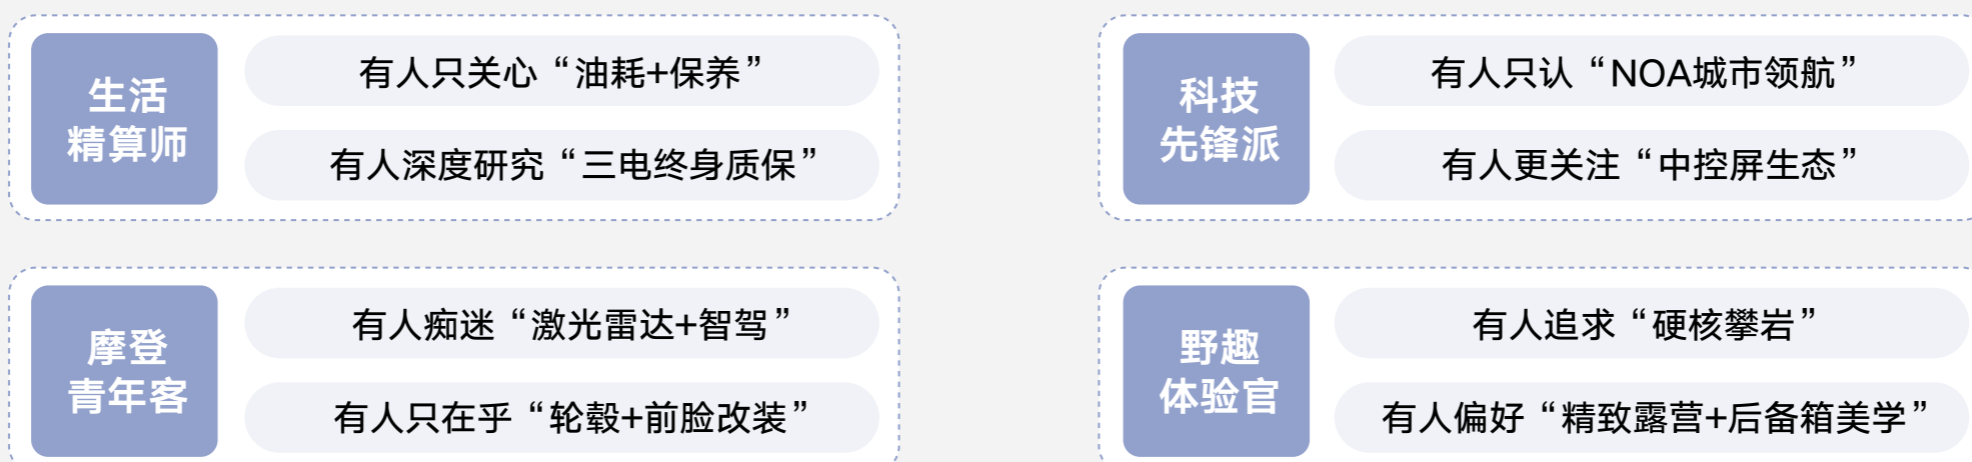 生活
精算师
有人只关心“油耗+保养”
有人深度研究“三电终身质保”
科技
先锋派
有人只认“NOA城市领航”
有人更关注“中控屏生态”
摩登
青年客
有人痴迷“激光雷达+智驾”
有人只在乎“轮毂+前脸改装”
野趣
体验官
有人追求“硬核攀岩”
有人偏好“精致露营+后备箱美学”